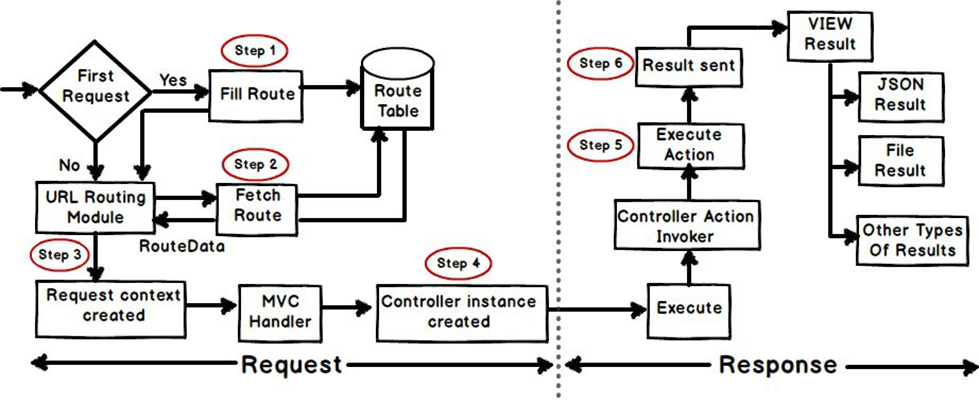 First
Request
Yes
No
Step 1
Fill Route
Route
Table
Step 2
Fetch
Route
URL Routing
Module
RouteData
Step 3
Request context
created
MVC
Handler
Step 4
Controller instance
created
Request
Execute
Controller Action
Invoker
Step 5
Execute
Action
Step 6
Result sent
VIEW
Result
JSON
Result
File
Result
Other Types
Of Results
Response